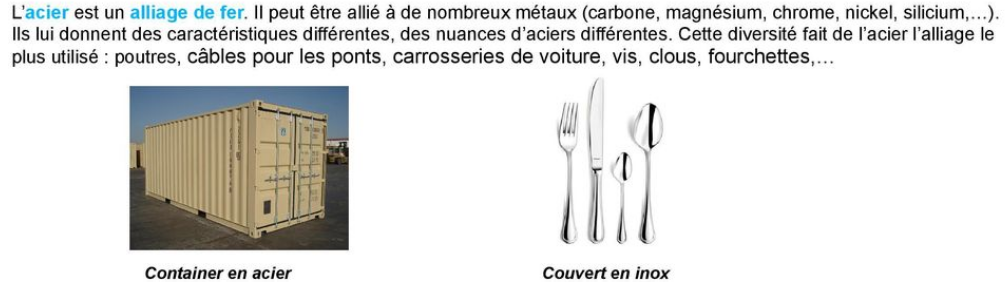 L'acier est un alliage de fer. Il peut être allié à de nombreux métaux (carbone, magnésium, chrome, nickel, silicium,...).
Ils lui donnent des caractéristiques différentes, des nuances d'aciers différentes. Cette diversité fait de l'acier l'alliage le
plus utilisé : poutres, câbles pour les ponts, carrosseries de voiture, vis, clous, fourchettes,...
Container en acier
Couvert en inox